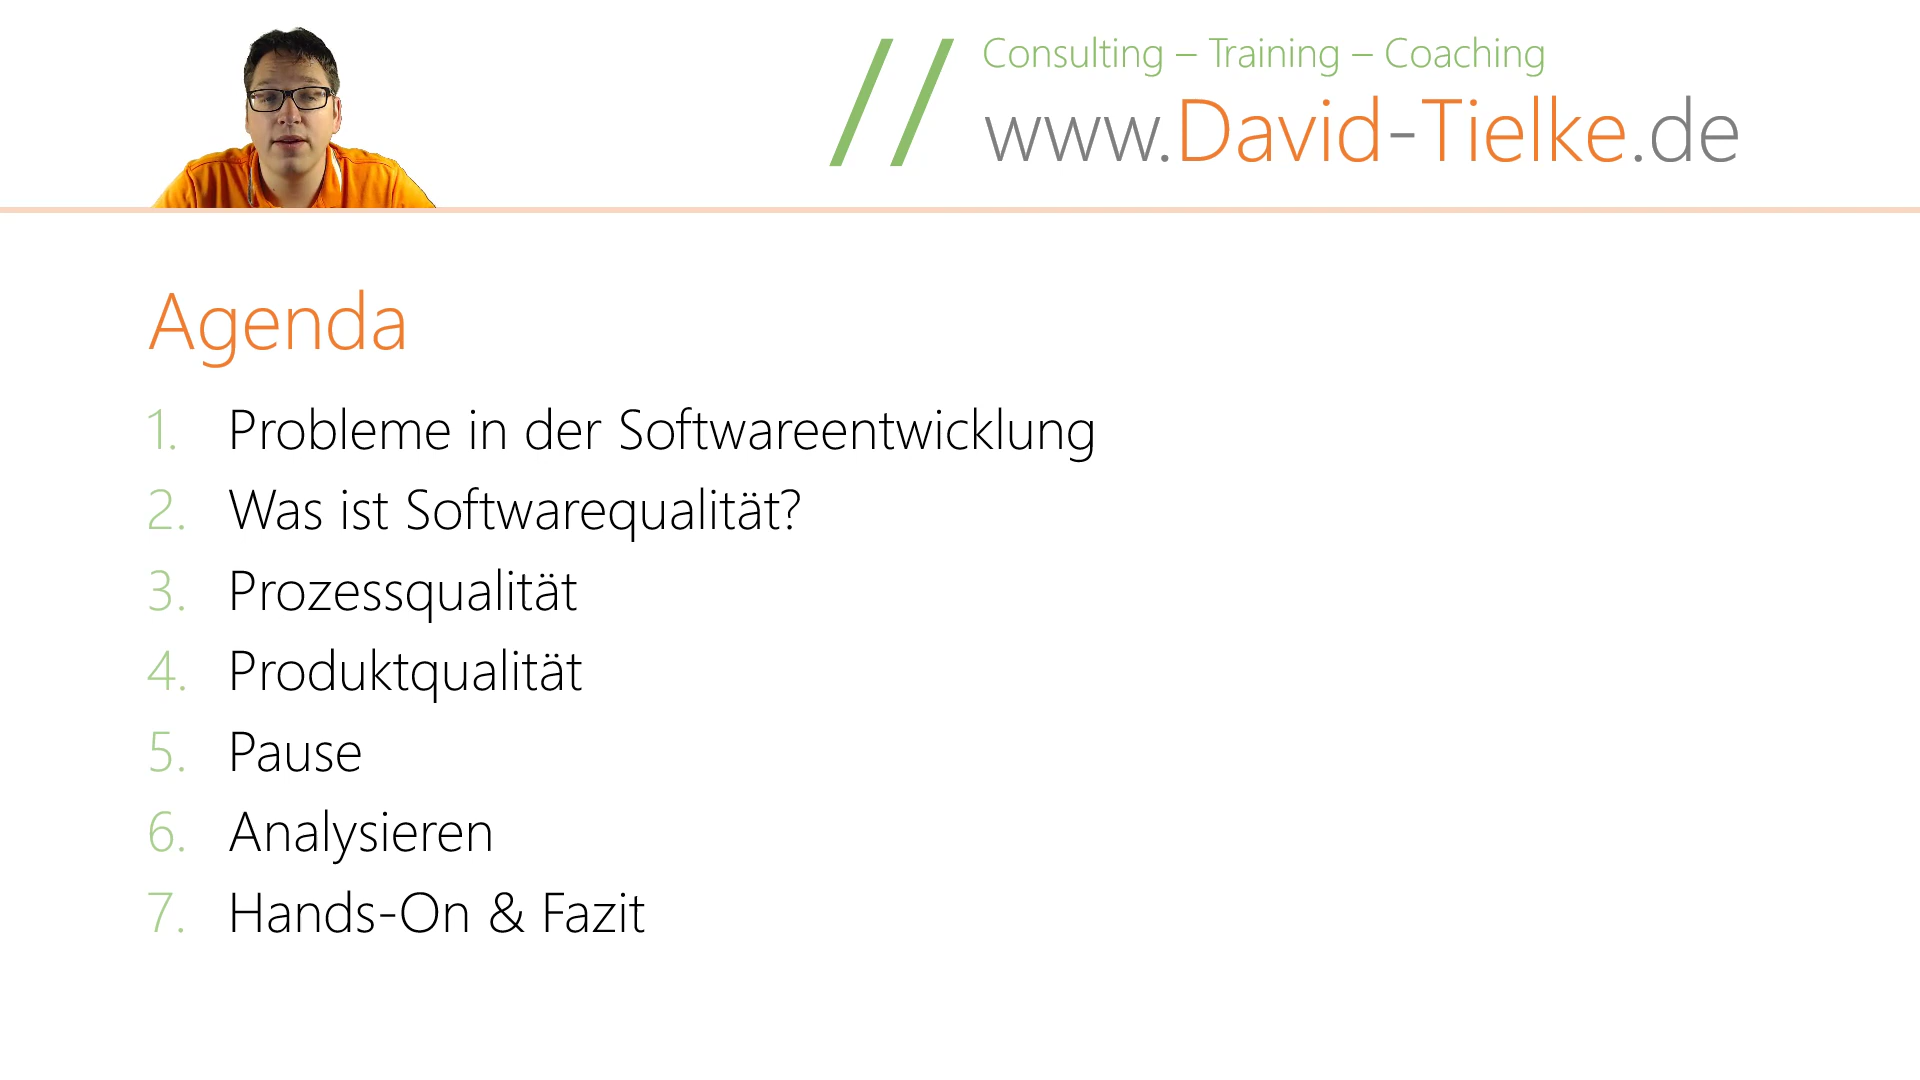 Consulting – Training – Coaching
// www.David-Tielke.de
Agenda
1. Probleme in der Softwareentwicklung
2. Was ist Softwarequalität?
3. Prozessqualität
4. Produktqualität
5. Pause
6. Analysieren
7. Hands-On & Fazit